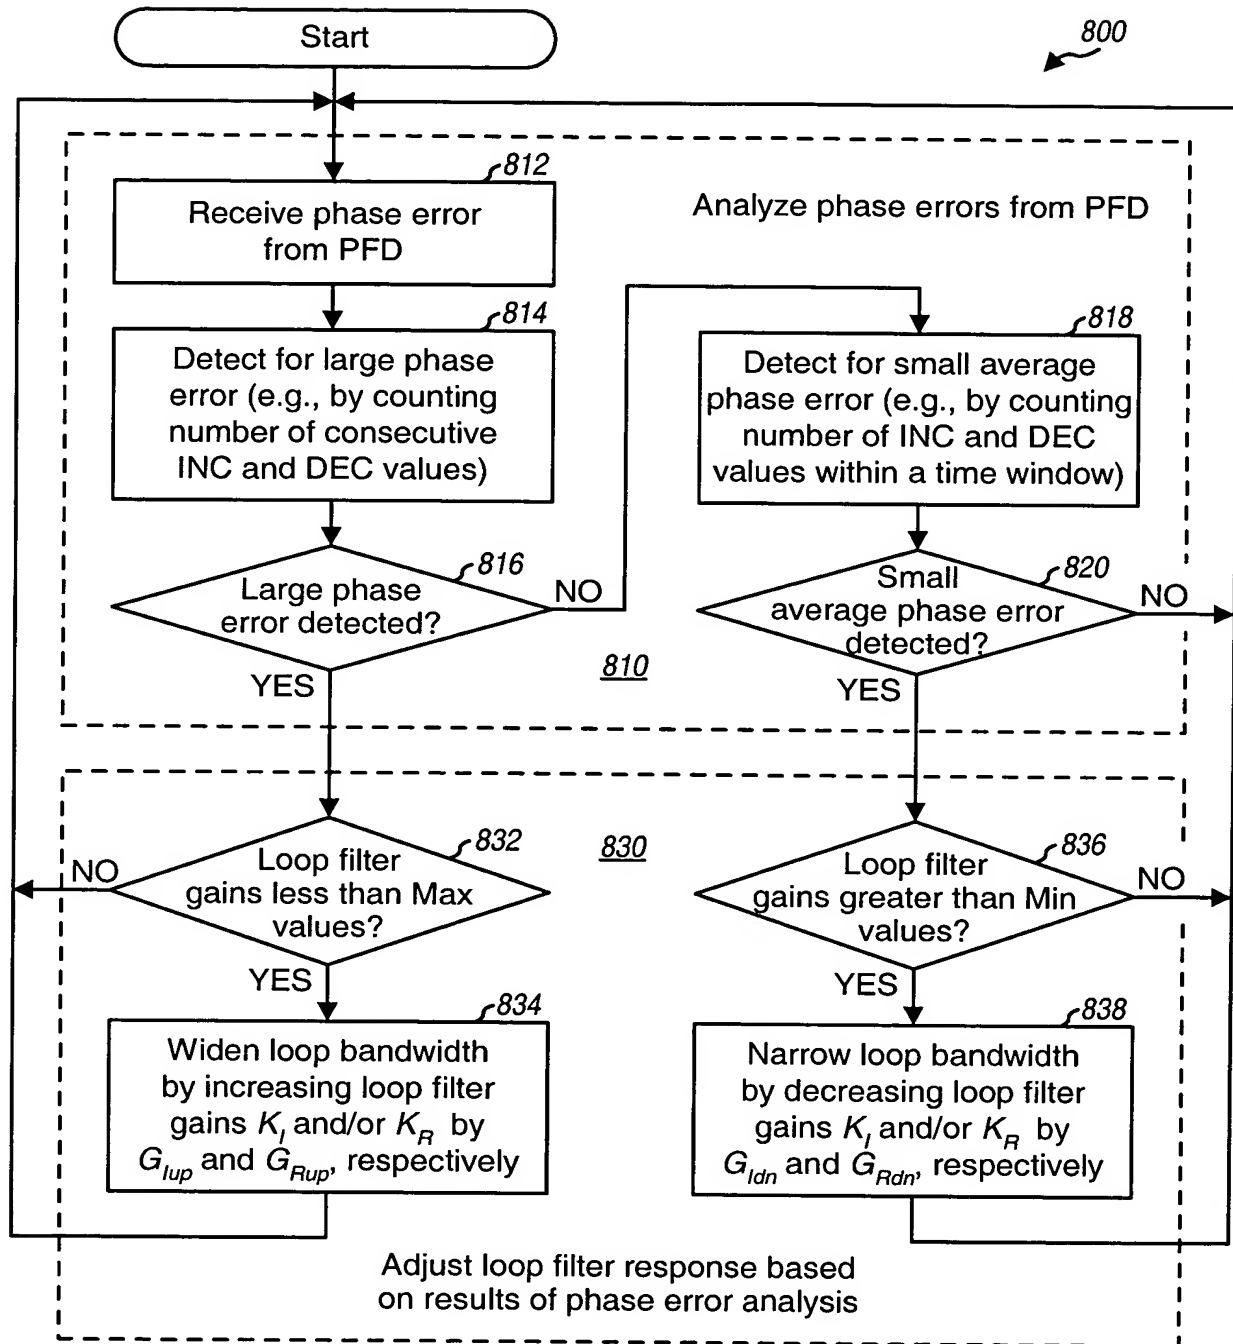 Start
800
812
Receive phase error
from PFD
Analyze phase errors from PFD
814
Detect for large phase
error (e.g., by counting
number of consecutive
INC and DEC values)
818
Detect for small average
phase error (e.g., by counting
number of INC and DEC
values within a time window)
816
Large phase
error detected?
NO
YES
820
Small
average phase error
detected?
NO
YES
810
832
Loop filter
gains less than Max
values?
NO
YES
830
836
Loop filter
gains greater than Min
values?
NO
YES
834
Widen loop bandwidth
by increasing loop filter
gains K_I and/or K_R by
G_Iup and G_Rup, respectively
838
Narrow loop bandwidth
by decreasing loop filter
gains K_I and/or K_R by
G_Idn and G_Rdn, respectively
Adjust loop filter response based
on results of phase error analysis